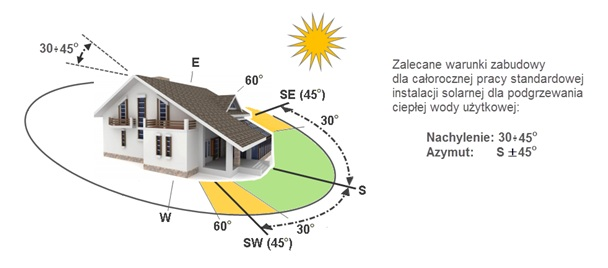 30÷45°
E
60°
SE (45°)
30°
S
W
60°
30°
SW (45°)
Zalecane warunki zabudowy
dla całorocznej pracy standardowej
instalacji solarnej dla podgrzewania
ciepłej wody użytkowej:
Nachylenie: 30÷45°
Azymut: S ±45°